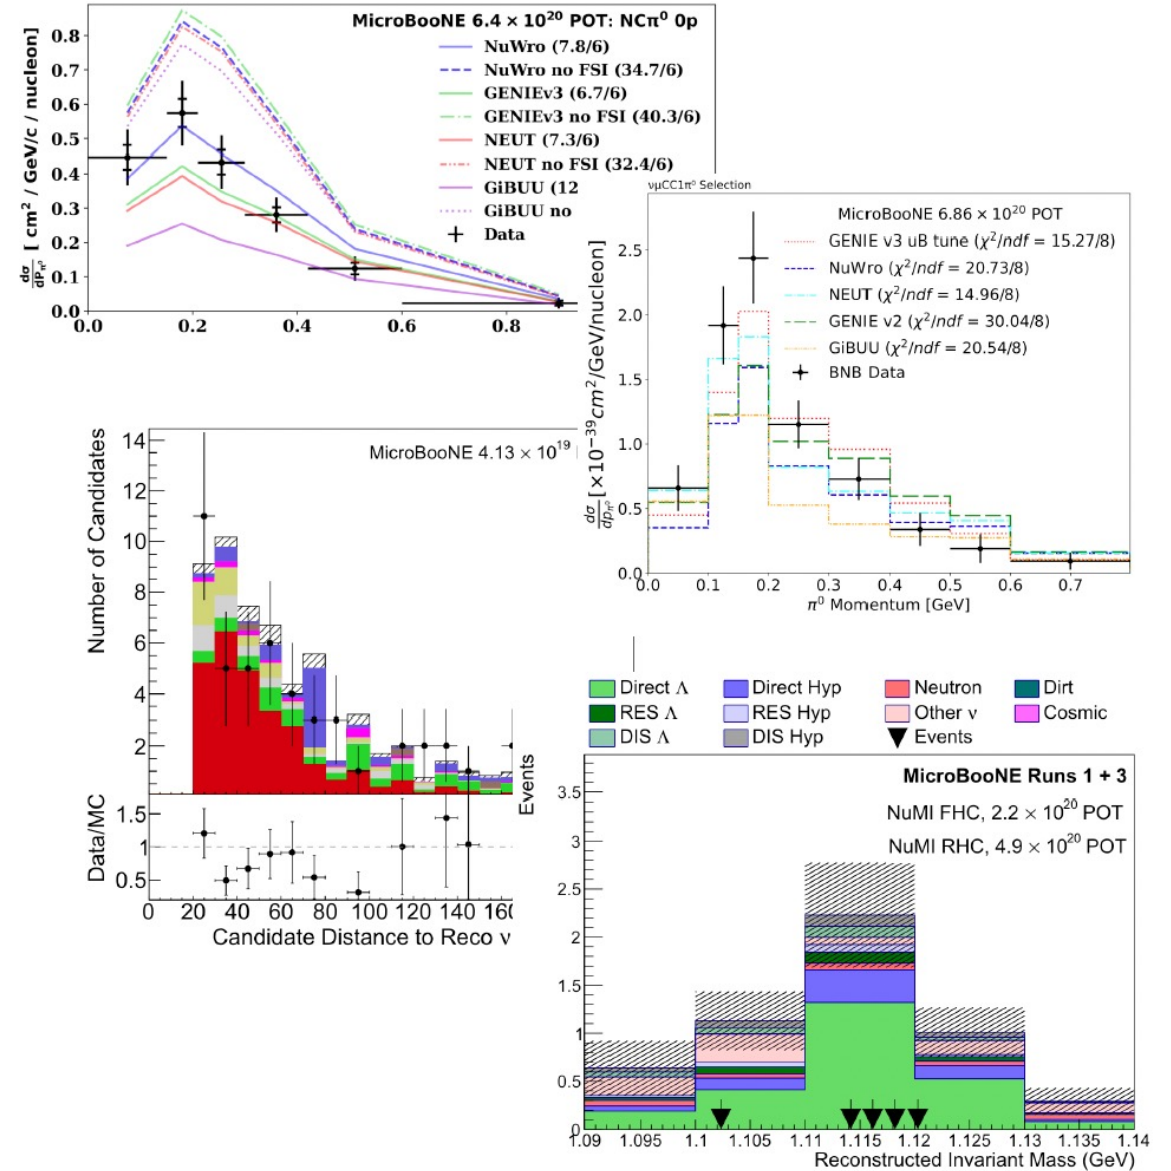 MicroBooNE 6.4 × 10²⁰ POT: NCπ⁰ 0p
NuWro (7.8/6)
NuWro no FSI (34.7/6)
GENIEv3 (6.7/6)
GENIEv3 no FSI (40.3/6)
NEUT (7.3/6)
NEUT no FSI (32.4/6)
GiBUU (12
GiBUU no
Data
dσ/dPπ⁰ [ cm² / GeV/c / nucleon]
0.8
0.7
0.6
0.5
0.4
0.3
0.2
0.1
0.0
0.0 0.2 0.4 0.6 0.8
νμCC1π⁰ Selection
MicroBooNE 6.86 × 10²⁰ POT
GENIE v3 uB tune (χ²/ndf = 15.27/8)
NuWro (χ²/ndf = 20.73/8)
NEUT (χ²/ndf = 14.96/8)
GENIE v2 (χ²/ndf = 30.04/8)
GiBUU (χ²/ndf = 20.54/8)
BNB Data
dσ/dpπ⁰ [×10⁻³⁹cm²/GeV/nucleon]
2.5
2.0
1.5
1.0
0.5
0.0
0.0 0.1 0.2 0.3 0.4 0.5 0.6 0.7
π⁰ Momentum [GeV]
MicroBooNE 4.13 × 10¹⁹
Number of Candidates
14
12
10
8
6
4
2
Data/MC
1.5
1
0.5
0 20 40 60 80 100 120 140 160
Candidate Distance to Reco ν
Direct Λ Direct Hyp Neutron Dirt
RES Λ RES Hyp Other ν Cosmic
DIS Λ DIS Hyp Events
MicroBooNE Runs 1 + 3
NuMI FHC, 2.2 × 10²⁰ POT
NuMI RHC, 4.9 × 10²⁰ POT
Events
3.5
3
2.5
2
1.5
1
0.5
0
1.09 1.095 1.1 1.105 1.11 1.115 1.12 1.125 1.13 1.135 1.14
Reconstructed Invariant Mass (GeV)